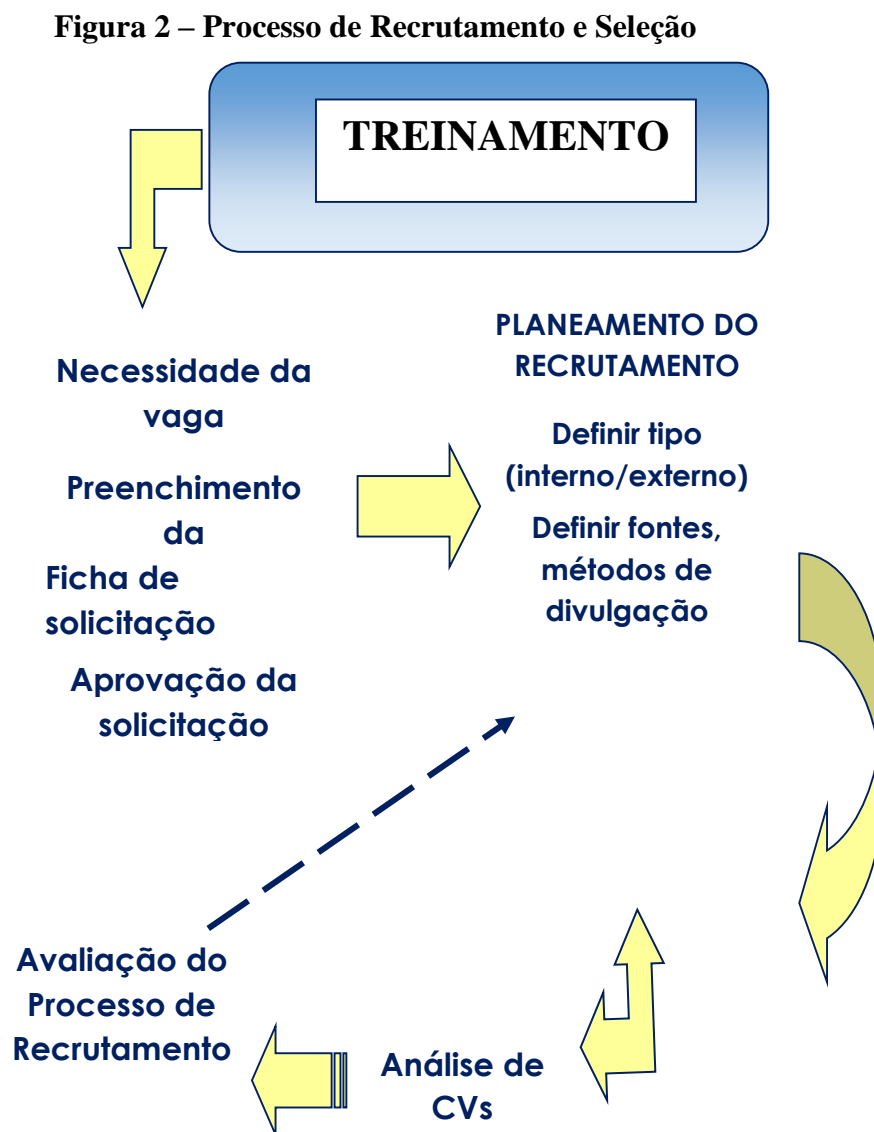 Figura 2 – Processo de Recrutamento e Seleção
TREINAMENTO
Necessidade da
vaga
Preenchimento
da
Ficha de
solicitação
Aprovação da
solicitação
PLANEAMENTO DO
RECRUTAMENTO
Definir tipo
(interno/externo)
Definir fontes,
métodos de
divulgação
Avaliação do
Processo de
Recrutamento
Análise de
CVs